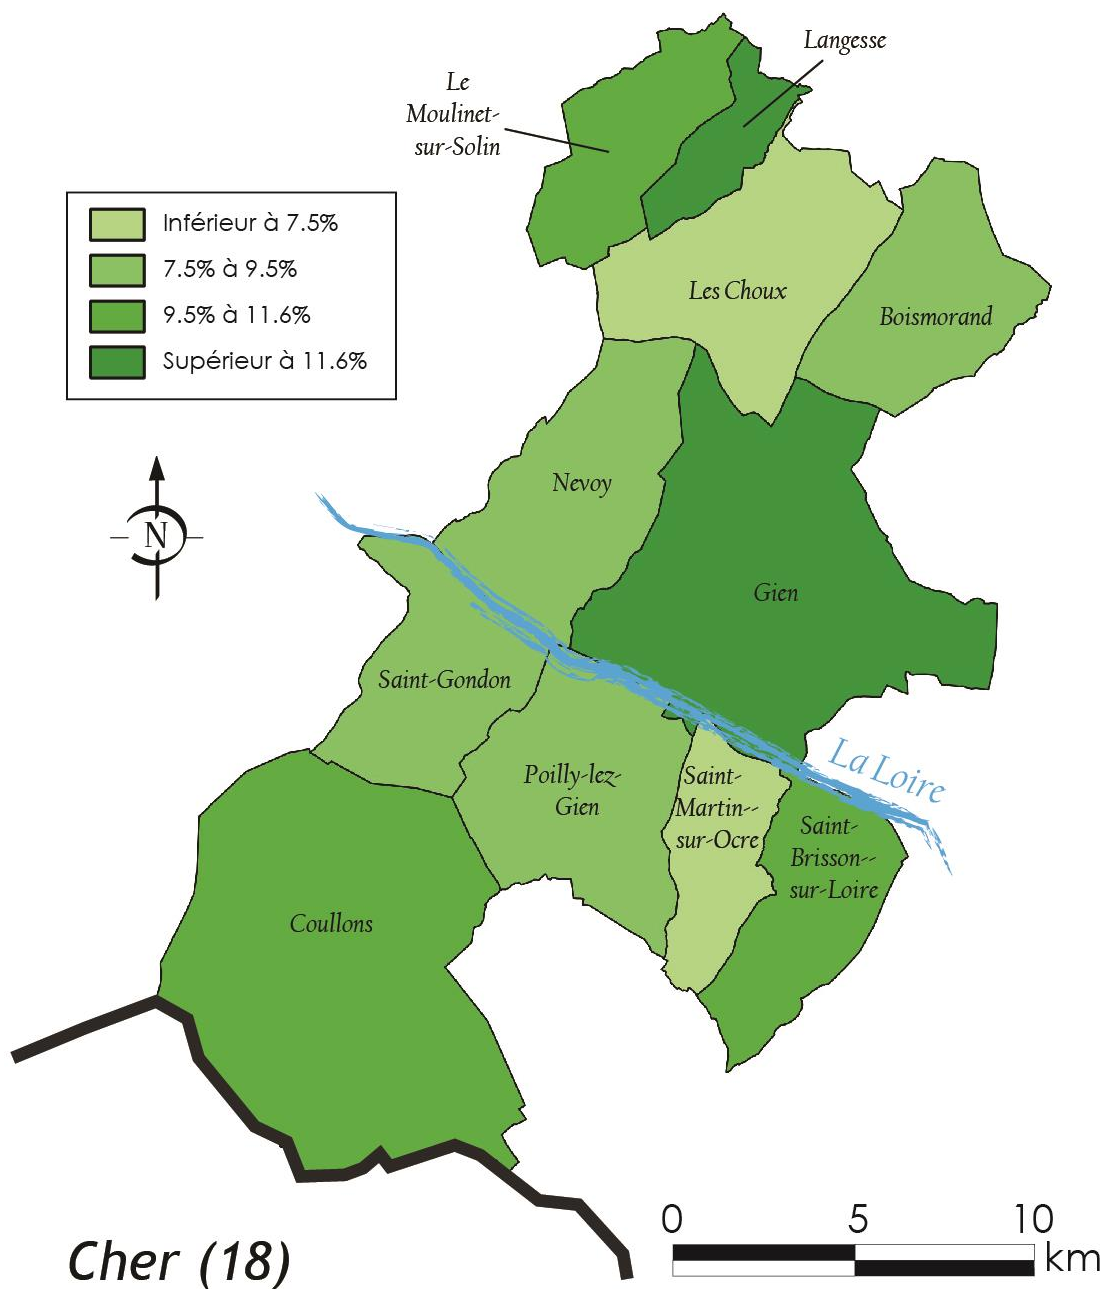 Langesse
Le
Moulinet-
sur-Solin
Inférieur à 7.5%
7.5% à 9.5%
9.5% à 11.6%
Supérieur à 11.6%
Les Choux
Boismorand
Nevoy
N
Gien
Saint-Gondon
La Loire
Poilly-lez-
Gien
Saint-
Martin--
sur-Ocre
Saint-
Brisson--
sur-Loire
Coullons
0 5 10
km
Cher (18)